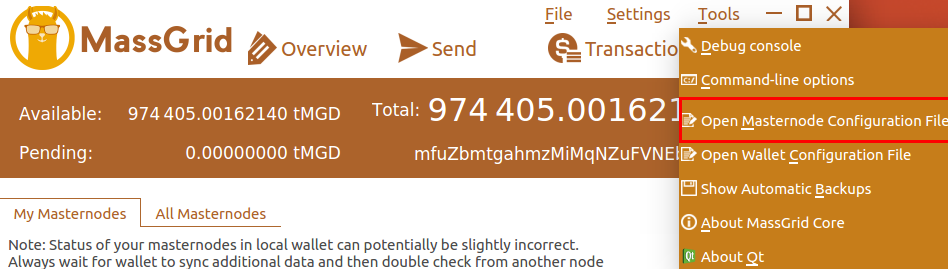 File Settings Tools
MassGrid Overview Send Transactio
Debug console
Command-line options
Available: 974 405.00162140 tMGD Total: 974 405.00162
Open Masternode Configuration File
Pending: 0.00000000 tMGD mfuZbmtgahmzMiMqNZuFVNE
Open Wallet Configuration File
Show Automatic Backups
My Masternodes All Masternodes
About MassGrid Core
Note: Status of your masternodes in local wallet can potentially be slightly incorrect.
About Qt
Always wait for wallet to sync additional data and then double check from another node